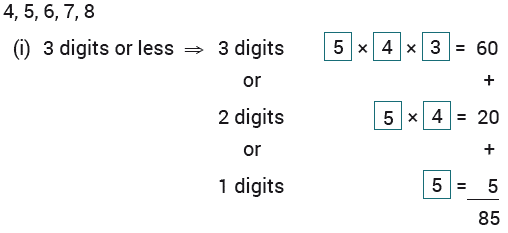 4, 5, 6, 7, 8
(i) 3 digits or less ⇒ 3 digits 5 × 4 × 3 = 60
or +
2 digits 5 × 4 = 20
or +
1 digits 5 = 5
85